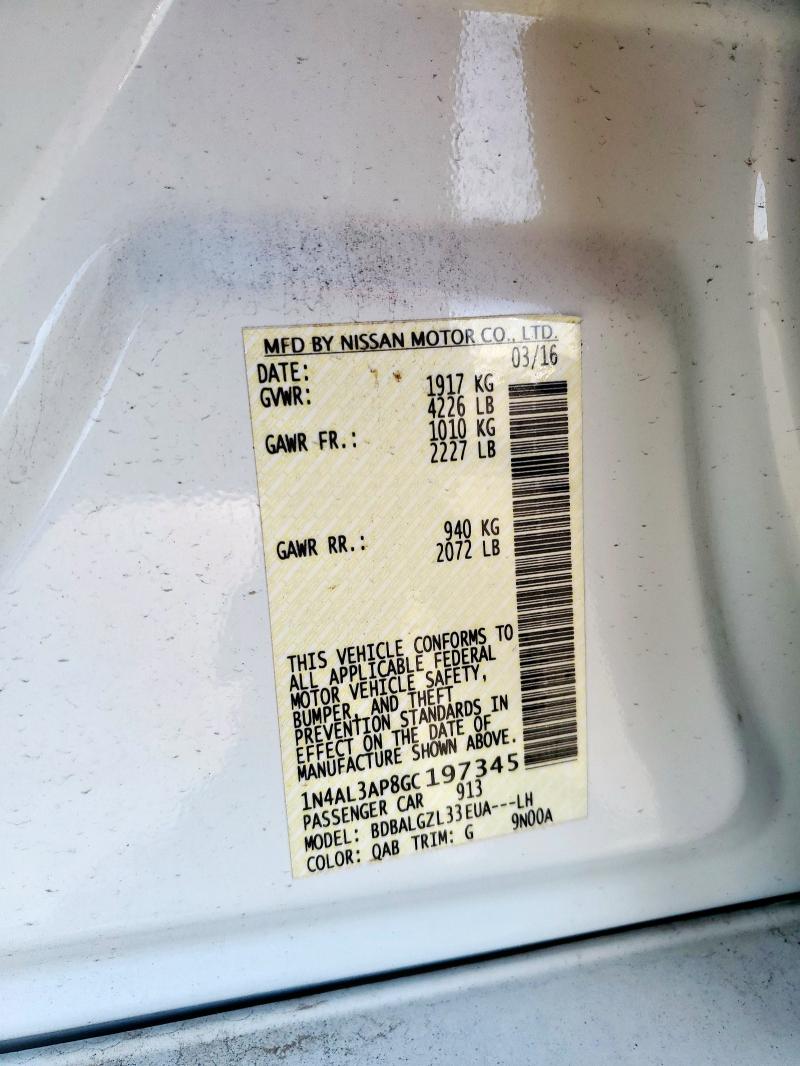 MFD BY NISSAN MOTOR CO., LTD.
DATE: 03/16
GVWR: 1917 KG
4226 LB
GAWR FR.: 1010 KG
2227 LB
GAWR RR.: 940 KG
2072 LB
THIS VEHICLE CONFORMS TO
ALL APPLICABLE FEDERAL
MOTOR VEHICLE SAFETY,
BUMPER, AND THEFT
PREVENTION STANDARDS IN
EFFECT ON THE DATE OF
MANUFACTURE SHOWN ABOVE.
1N4AL3AP8GC197345
PASSENGER CAR 913
MODEL: BDBALGZL33EUA---LH
COLOR: QAB TRIM: G 9N00A